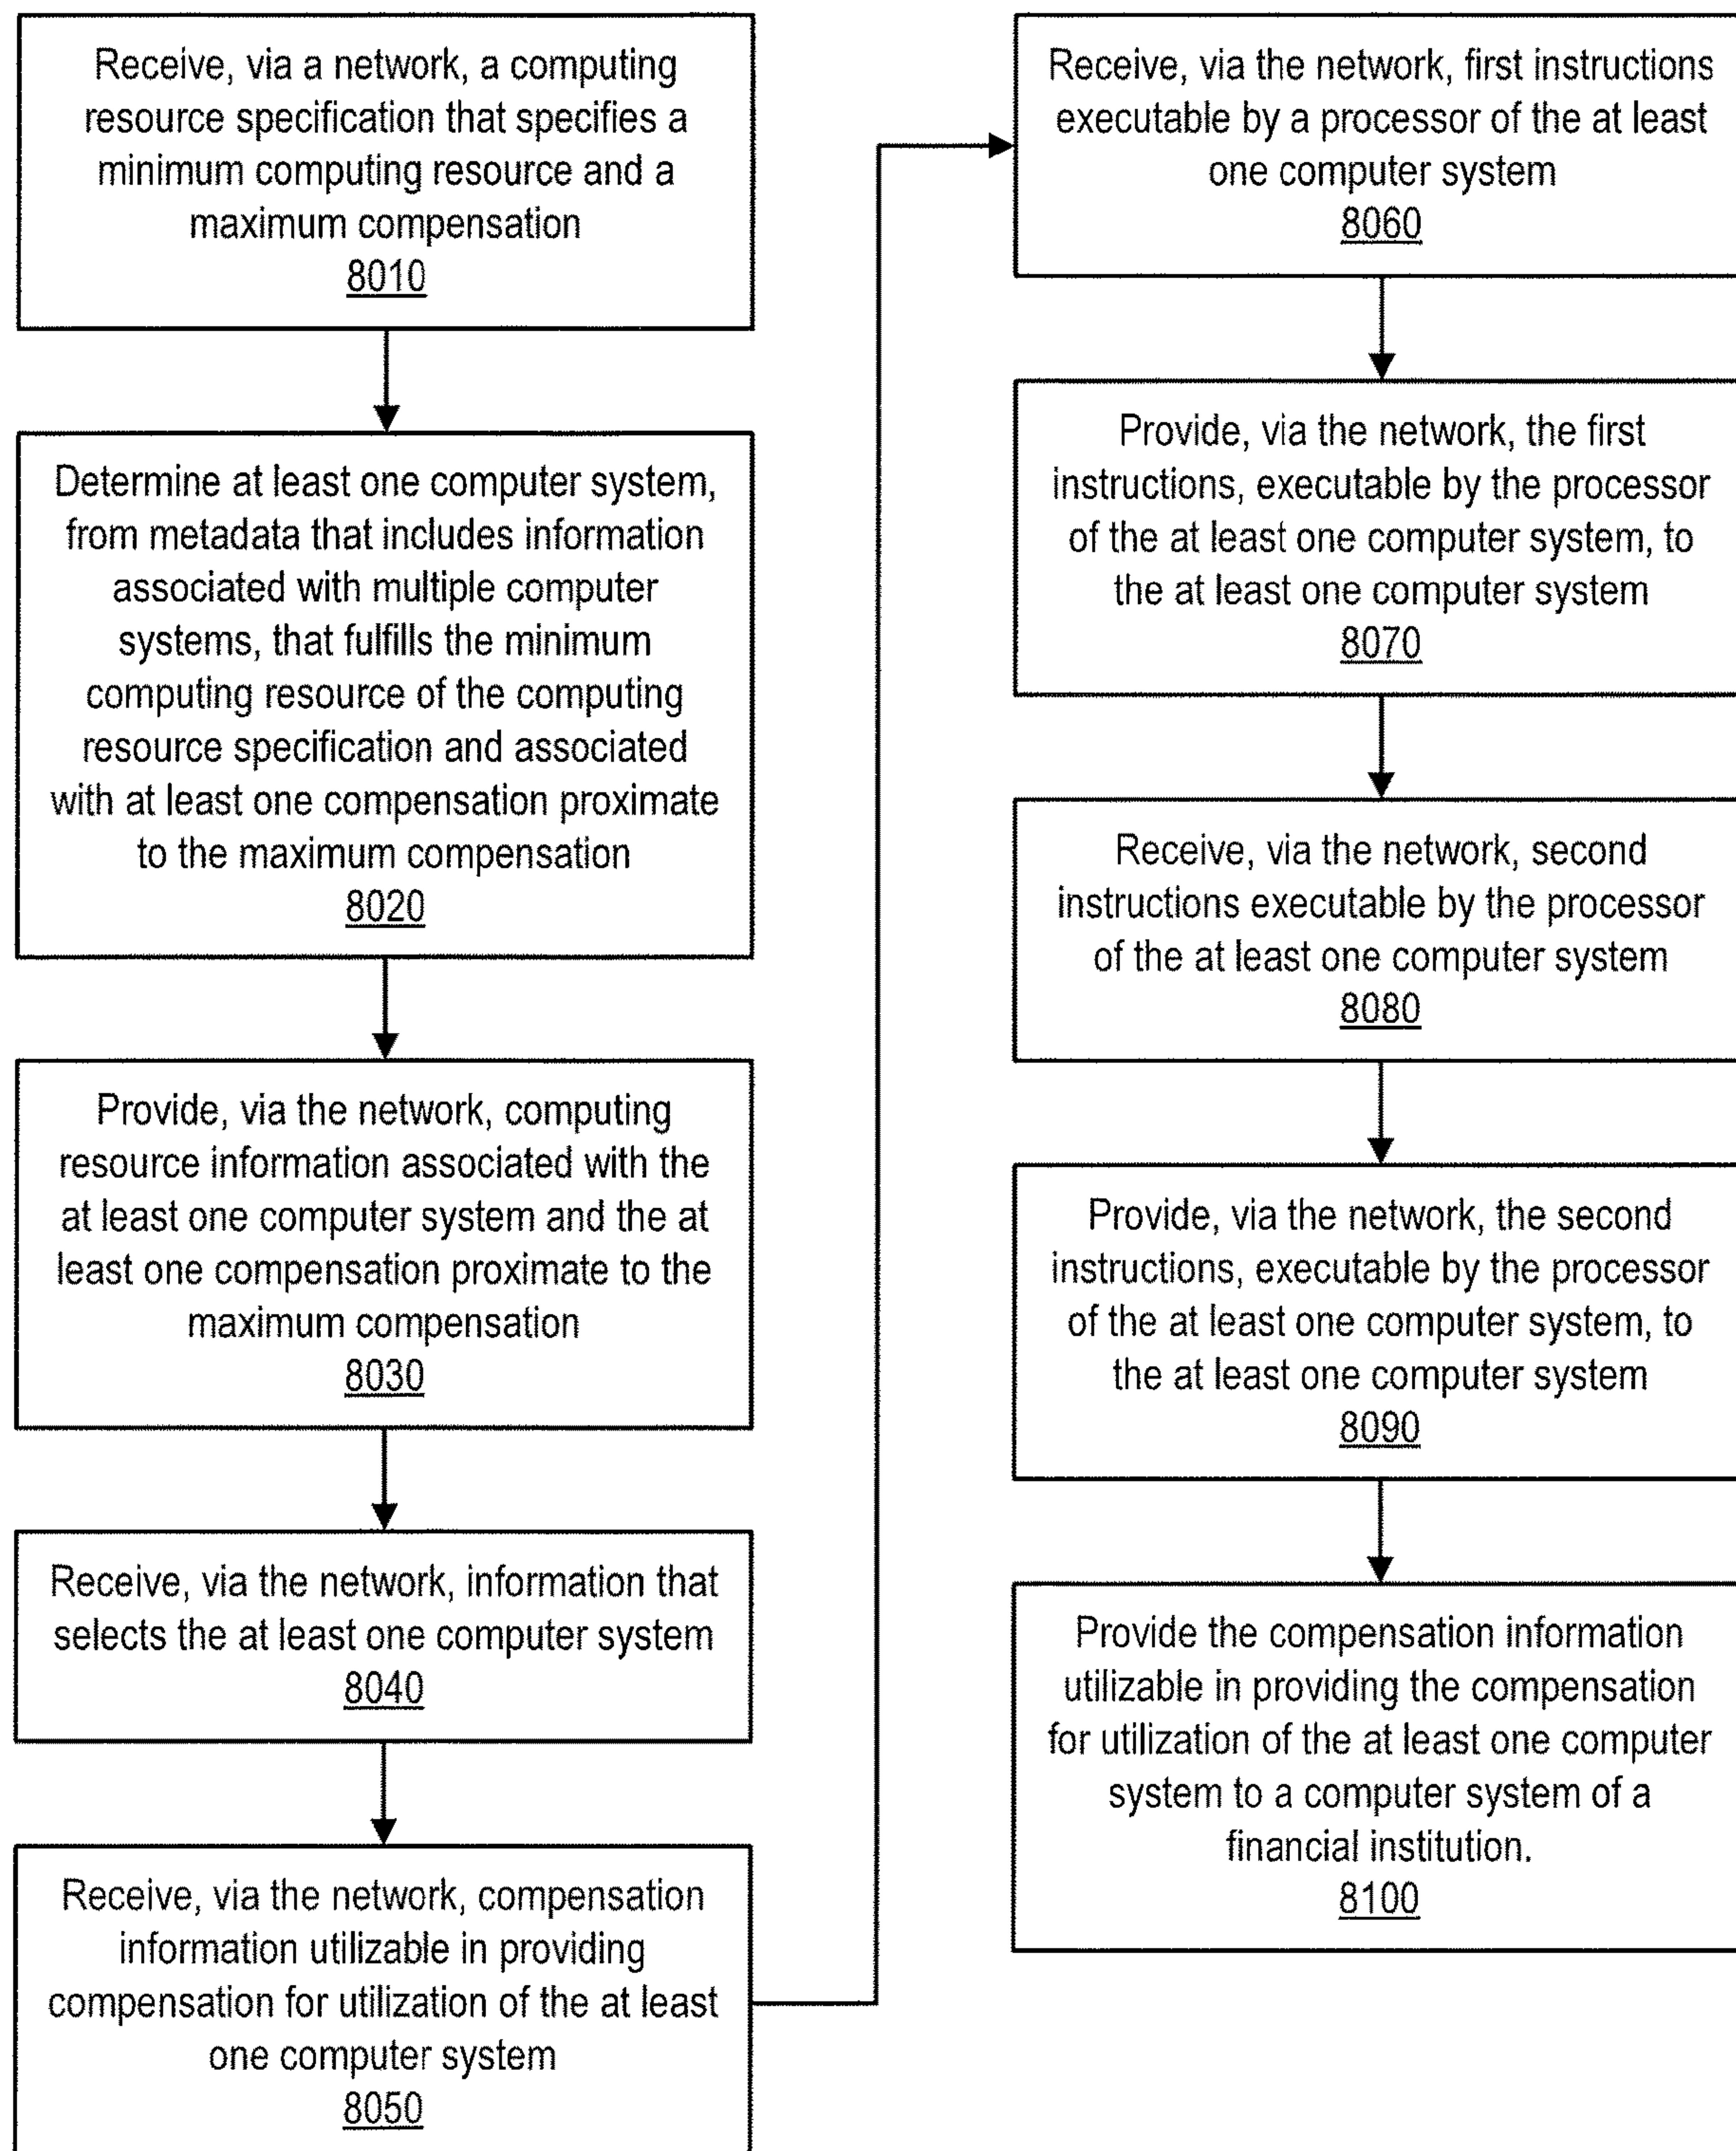 Receive, via a network, a computing
resource specification that specifies a
minimum computing resource and a
maximum compensation
8010
Determine at least one computer system,
from metadata that includes information
associated with multiple computer
systems, that fulfills the minimum
computing resource of the computing
resource specification and associated
with at least one compensation proximate
to the maximum compensation
8020
Provide, via the network, computing
resource information associated with the
at least one computer system and the at
least one compensation proximate to the
maximum compensation
8030
Receive, via the network, information that
selects the at least one computer system
8040
Receive, via the network, compensation
information utilizable in providing
compensation for utilization of the at least
one computer system
8050
Receive, via the network, first instructions
executable by a processor of the at least
one computer system
8060
Provide, via the network, the first
instructions, executable by the processor
of the at least one computer system, to
the at least one computer system
8070
Receive, via the network, second
instructions executable by the processor
of the at least one computer system
8080
Provide, via the network, the second
instructions, executable by the processor
of the at least one computer system, to
the at least one computer system
8090
Provide the compensation information
utilizable in providing the compensation
for utilization of the at least one computer
system to a computer system of a
financial institution.
8100